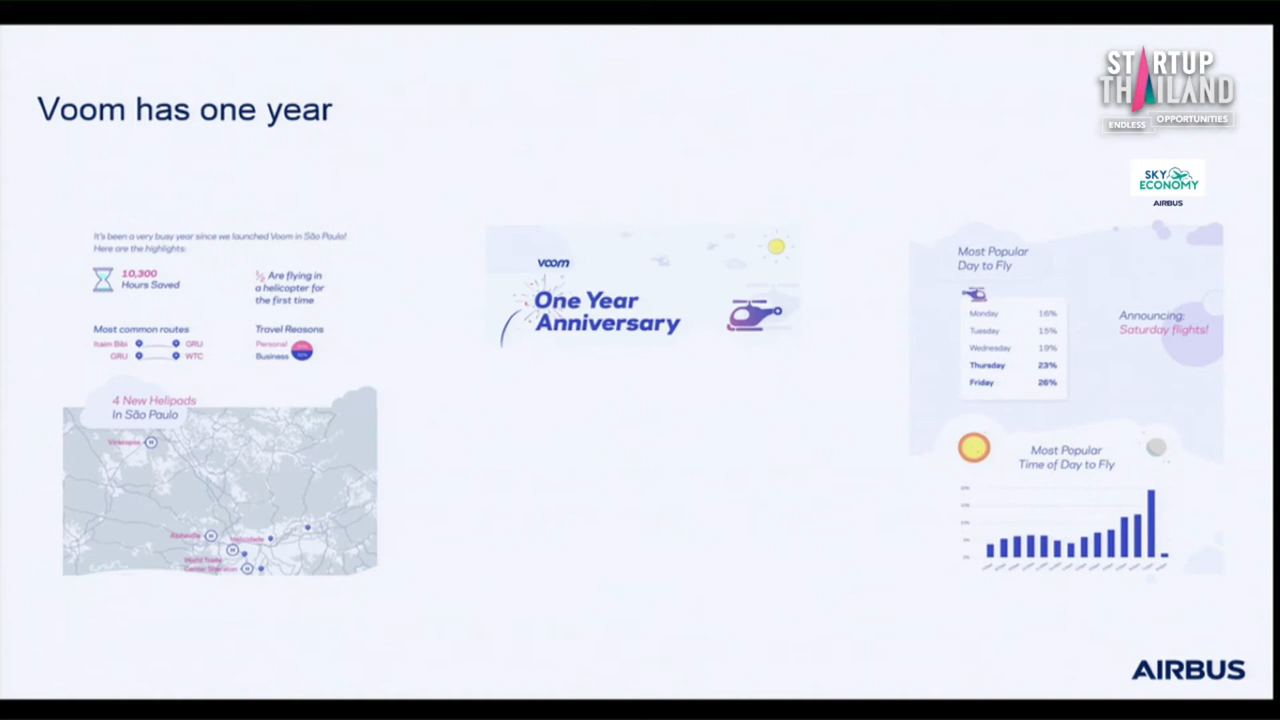 Voom has one year
STARTUP
THAILAND
ENDLESS OPPORTUNITIES
SKY
ECONOMY
AIRBUS
It's been a very busy year since we launched Voom in São Paulo!
Here are the highlights:
10,300
Hours Saved
Are flying in
a helicopter for
the first time
Most common routes
Itaim Bibi GRU
GRU WTC
Travel Reasons
Personal
Business
4 New Helipads
In São Paulo
voom
One Year
Anniversary
Most Popular
Day to Fly
Monday 16%
Tuesday 15%
Wednesday 19%
Thursday 23%
Friday 26%
Announcing:
Saturday flights!
Most Popular
Time of Day to Fly
AIRBUS